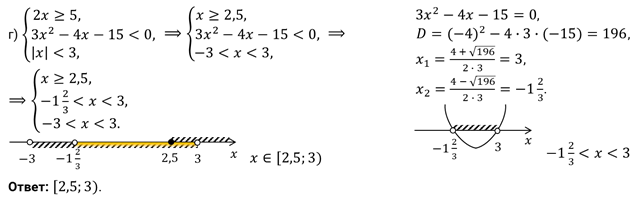 г) { 2x ≥ 5, 3x² − 4x − 15 < 0, |x| < 3, ⟹ { x ≥ 2,5, 3x² − 4x − 15 < 0, −3 < x < 3, ⟹
⟹ { x ≥ 2,5, −1 2/3 < x < 3, −3 < x < 3.
−3 −1 2/3 2,5 3 x x ∈ [2,5; 3)
Ответ: [2,5; 3).
3x² − 4x − 15 = 0,
D = (−4)² − 4 · 3 · (−15) = 196,
x₁ = (4 + √196)/(2 · 3) = 3,
x₂ = (4 − √196)/(2 · 3) = −1 2/3.
−1 2/3 3 x
−1 2/3 < x < 3